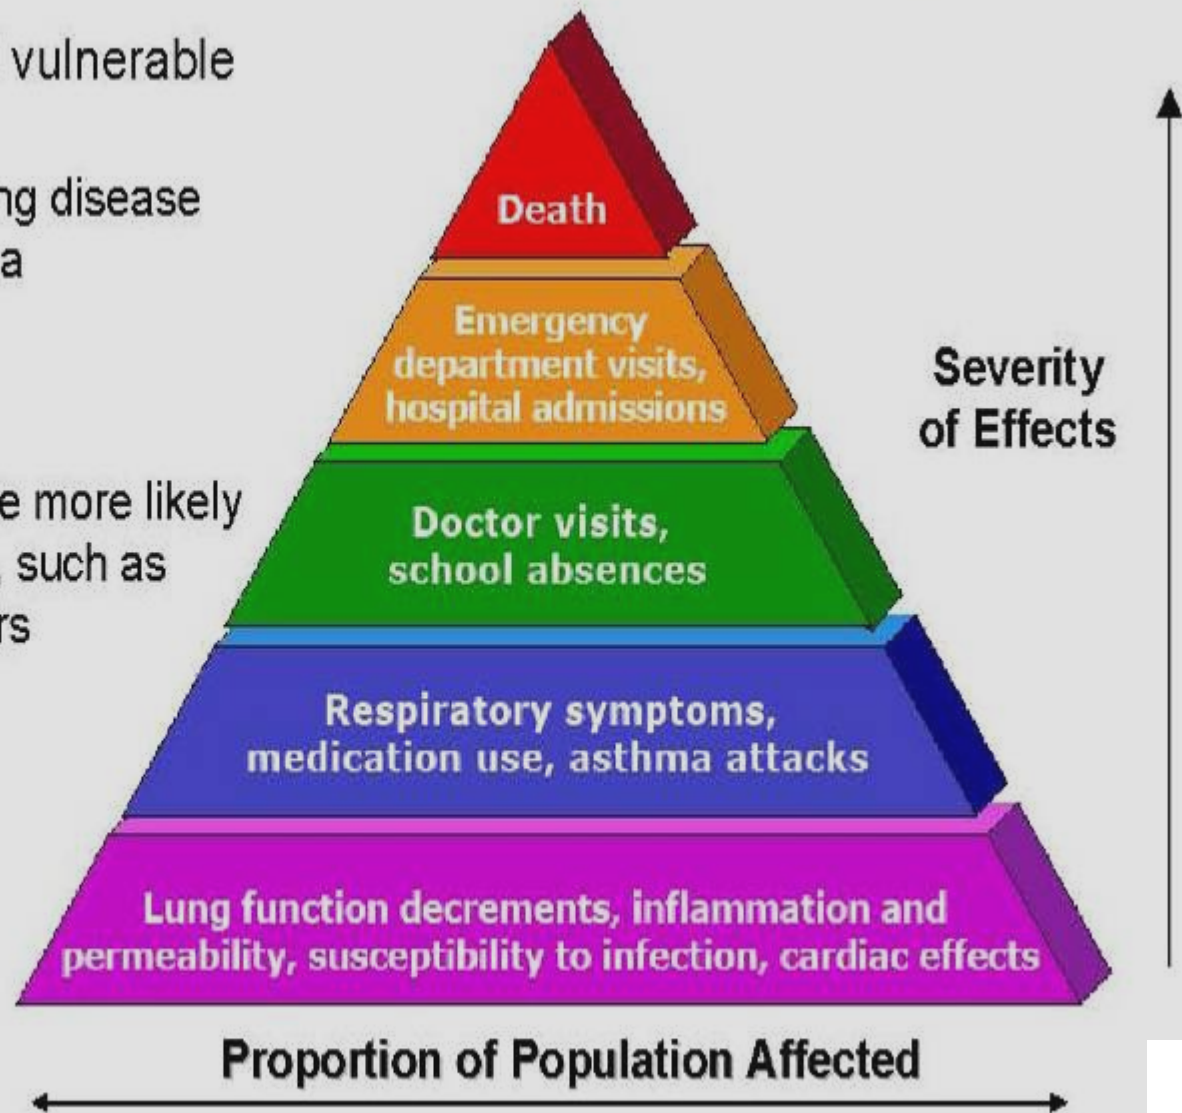 vulnerable
disease
a
more likely
such as
Death
Emergency
department visits,
hospital admissions
Doctor visits,
school absences
Respiratory symptoms,
medication use, asthma attacks
Lung function decrements, inflammation and
permeability, susceptibility to infection, cardiac effects
Severity
of Effects
Proportion of Population Affected